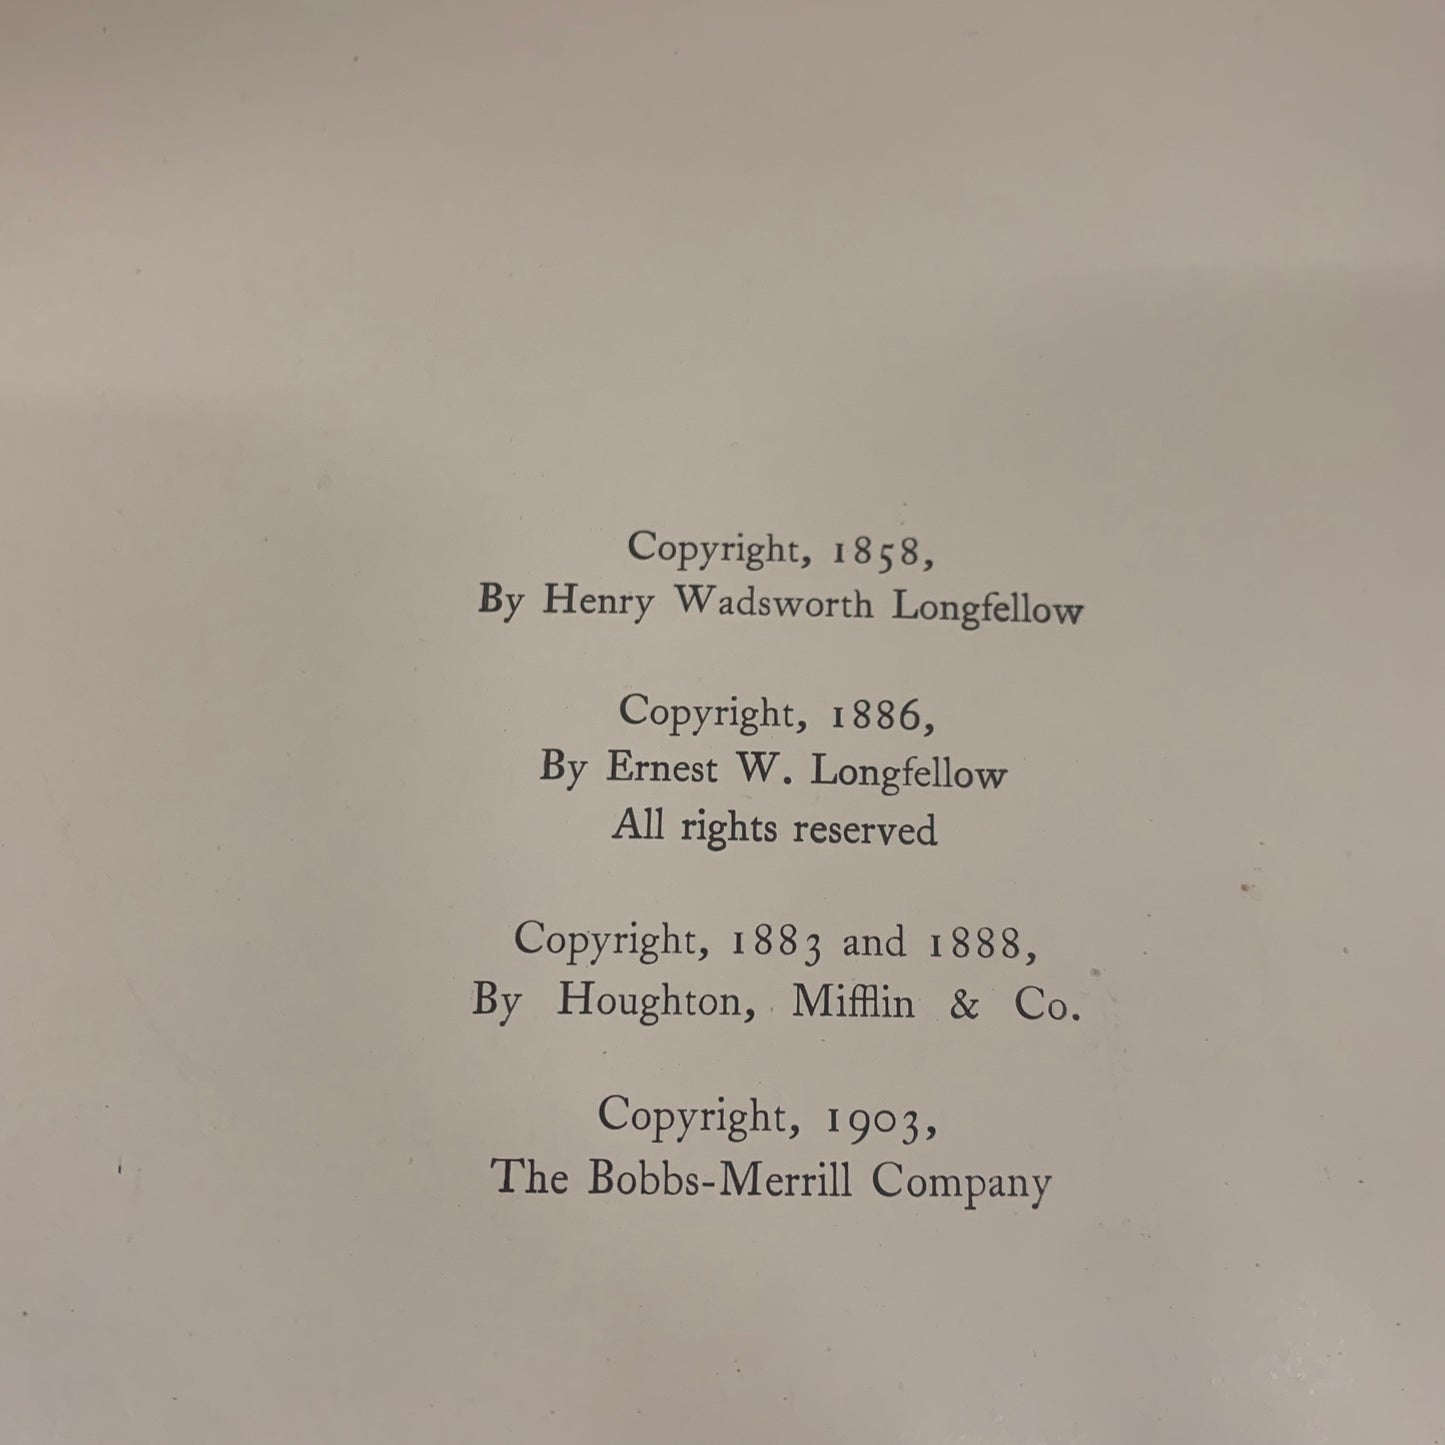 Copyright, 1858,
By Henry Wadsworth Longfellow
Copyright, 1886,
By Ernest W. Longfellow
All rights reserved
Copyright, 1883 and 1888,
By Houghton, Mifflin & Co.
Copyright, 1903,
The Bobbs-Merrill Company